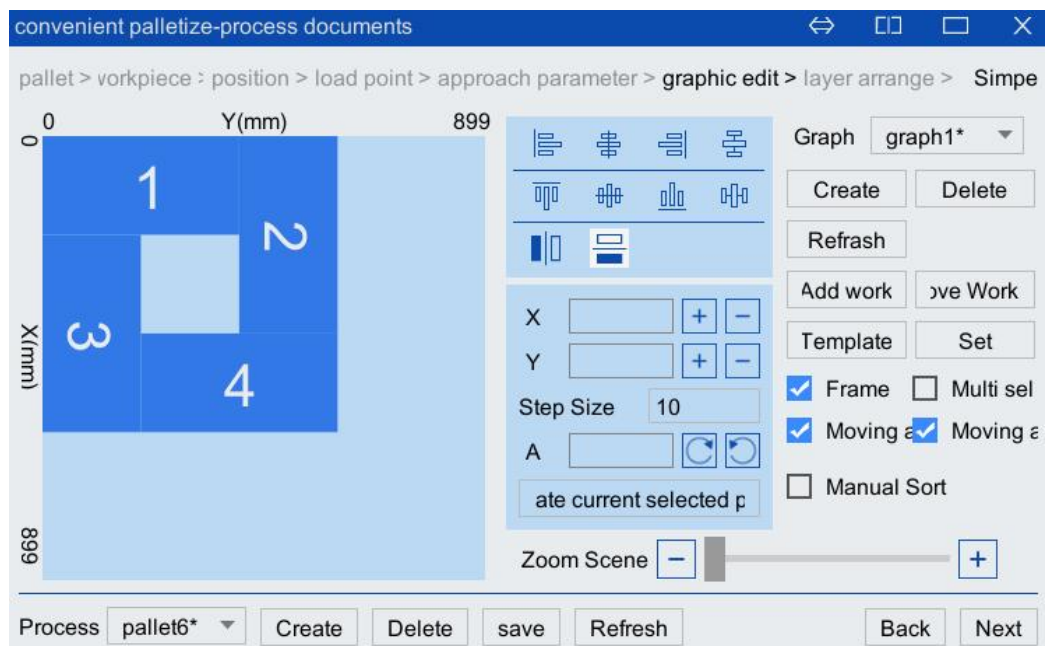 convenient palletize-process documents
pallet > vorkpiece > position > load point > approach parameter > graphic edit > layer arrange > Simpe
0 Y(mm) 899
0
X(mm)
899
1
2
3
4
X
Y
Step Size 10
A
ate current selected p
Zoom Scene
Graph graph1*
Create Delete
Refrash
Add work ove Work
Template Set
Frame Multi sel
Moving a Moving a
Manual Sort
Process pallet6* Create Delete save Refresh Back Next